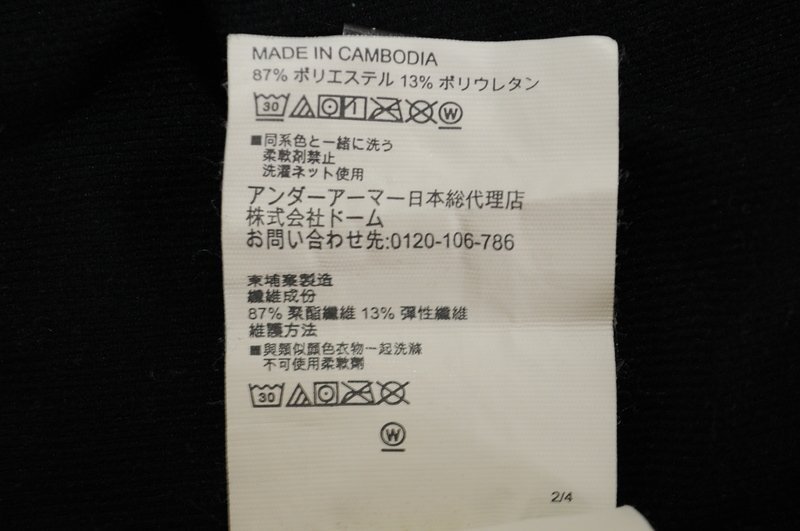 MADE IN CAMBODIA
87% ポリエステル 13% ポリウレタン
30 W
■同系色と一緒に洗う
柔軟剤禁止
洗濯ネット使用
アンダーアーマー日本総代理店
株式会社ドーム
お問い合わせ先:0120-106-786
柬埔寨製造
纖維成份
87% 聚酯纖維 13% 彈性纖維
維護方法
■與類似顏色衣物一起洗滌
不可使用柔軟劑
30
W
2/4